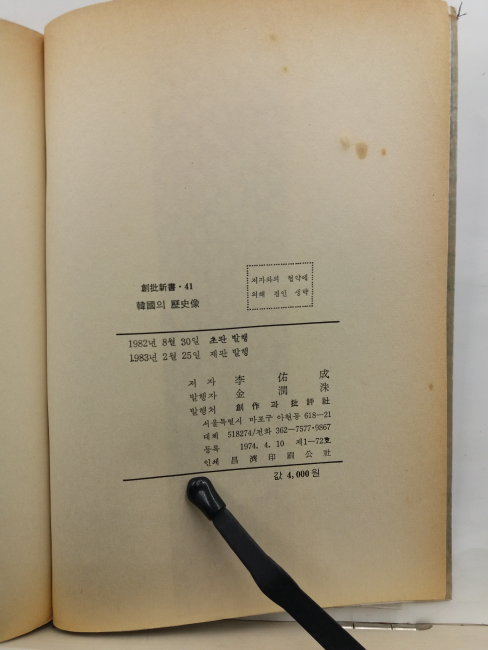 創批新書·41
韓國의 歷史像
저자와의 협약에
의해 검인 생략
1982년 8월 30일 초판 발행
1983년 2월 25일 재판 발행
저 자 李 佑 成
발행자 金 潤 洙
발행처 創 作 과 批 評 社
서울특별시 마포구 아현동 618—21
대체 518274/전화 362—7577·9867
등록 1974. 4. 10 제1—72호
인쇄 昌 濟 印 刷 公 社
값 4,000원